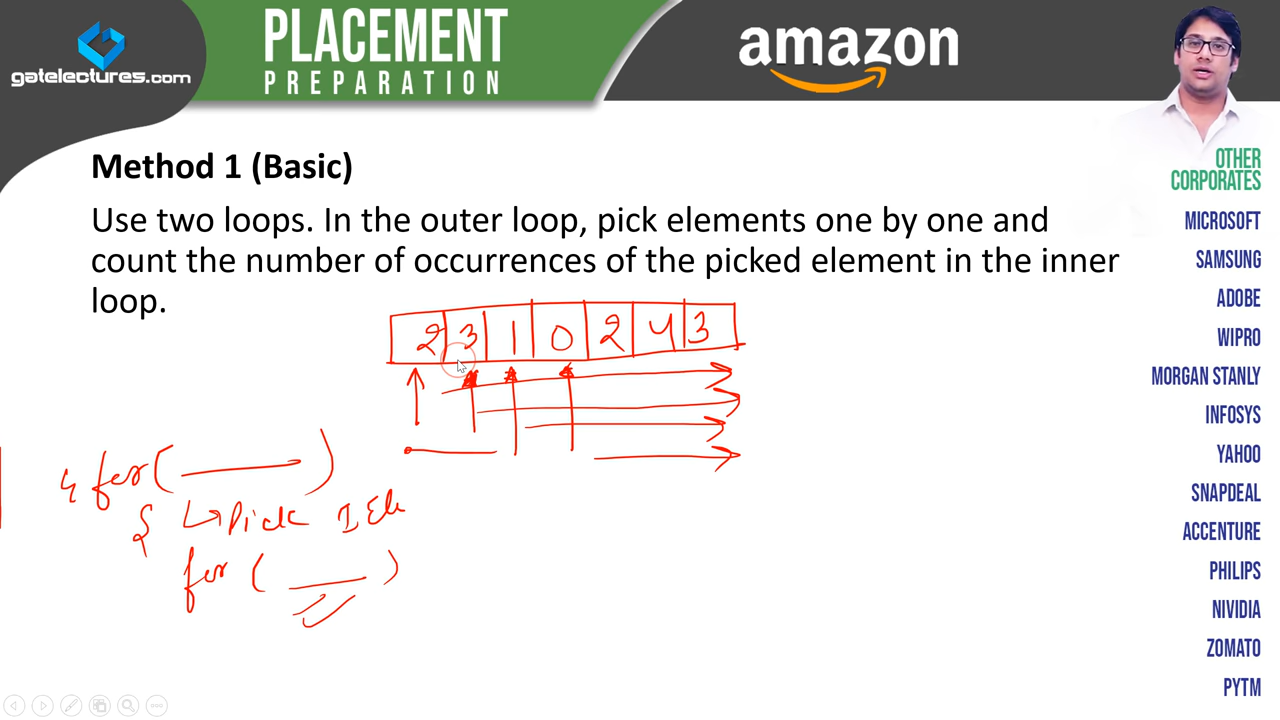 gatelectures.com
PLACEMENT
PREPARATION
amazon
Method 1 (Basic)
Use two loops. In the outer loop, pick elements one by one and
count the number of occurrences of the picked element in the inner
loop.
2 3 1 0 2 4 3
for( )
{ Pick 1 Ele
for ( )
OTHER
CORPORATES
MICROSOFT
SAMSUNG
ADOBE
WIPRO
MORGAN STANLY
INFOSYS
YAHOO
SNAPDEAL
ACCENTURE
PHILIPS
NIVIDIA
ZOMATO
PYTM